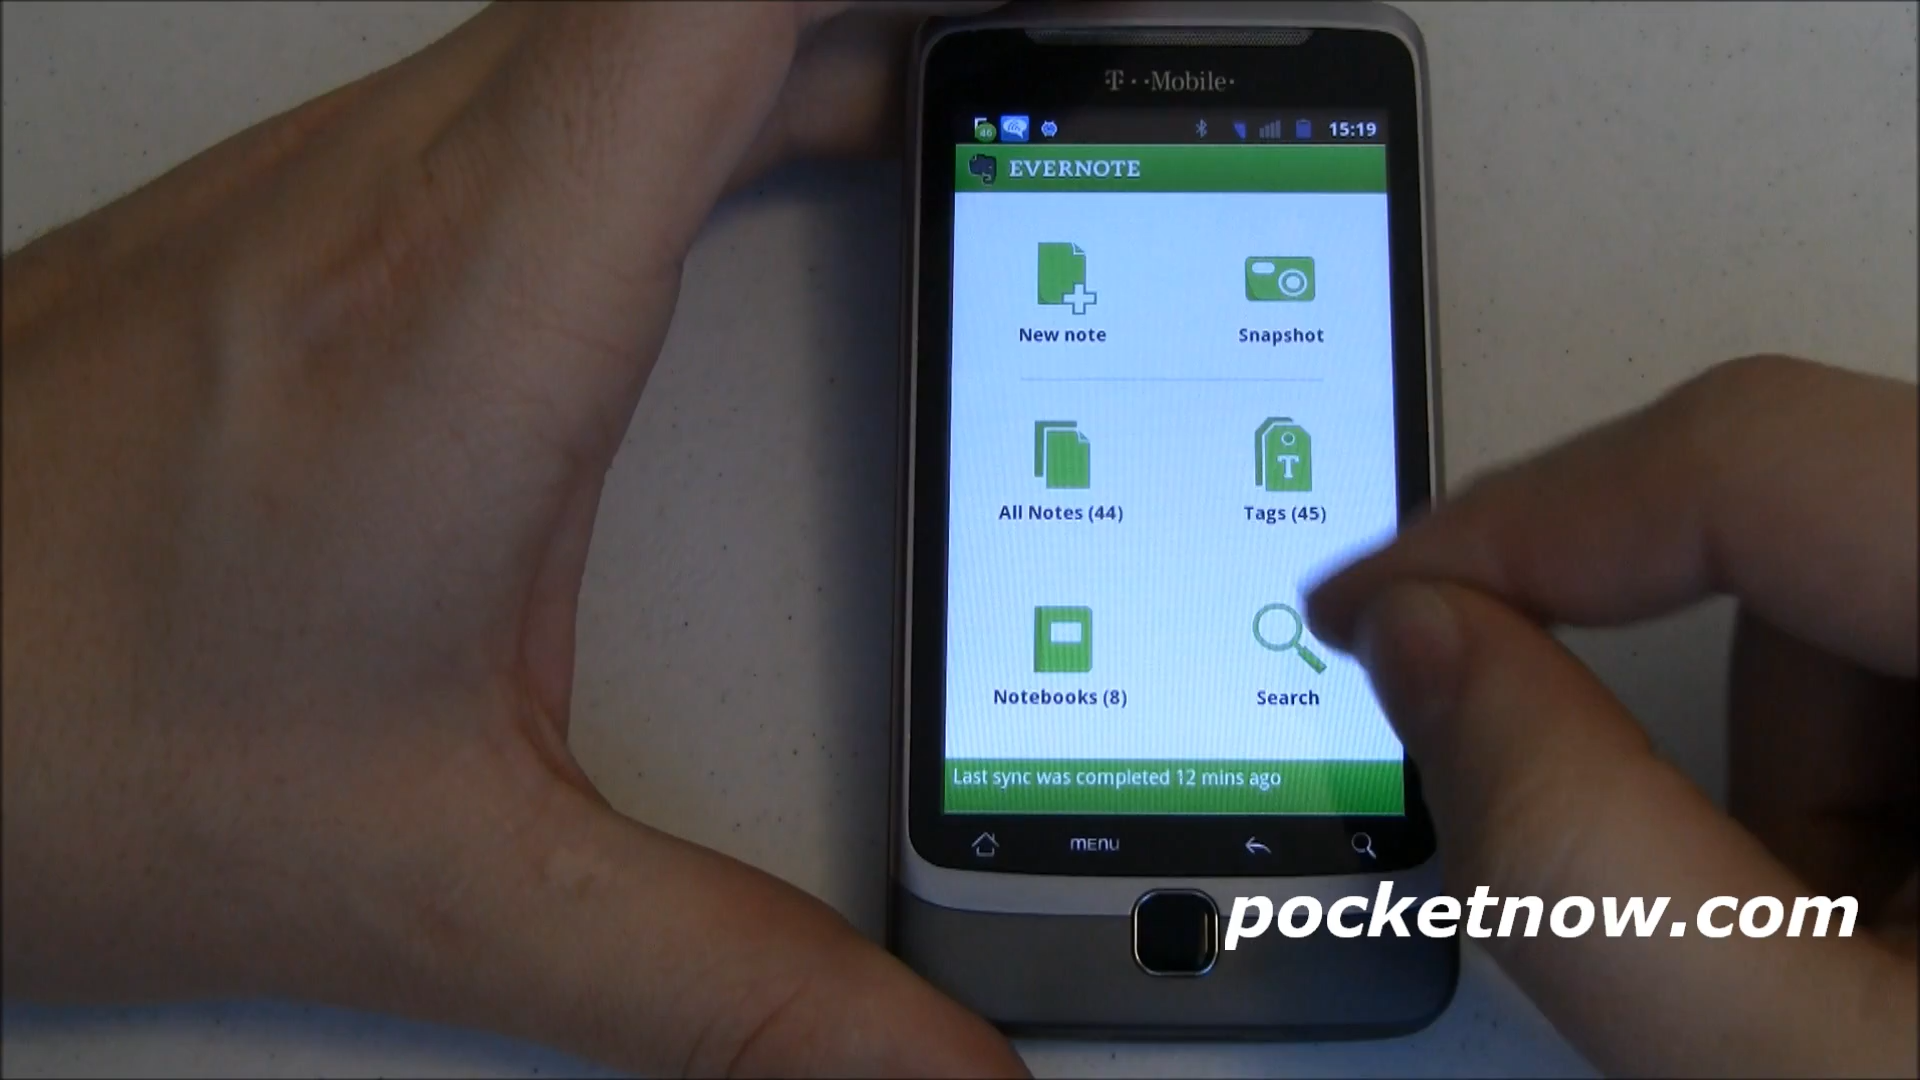 T··Mobile·
46
15:19
EVERNOTE
New note
Snapshot
All Notes (44)
T
Tags (45)
Notebooks (8)
Search
Last sync was completed 12 mins ago
MENU
pocketnow.com